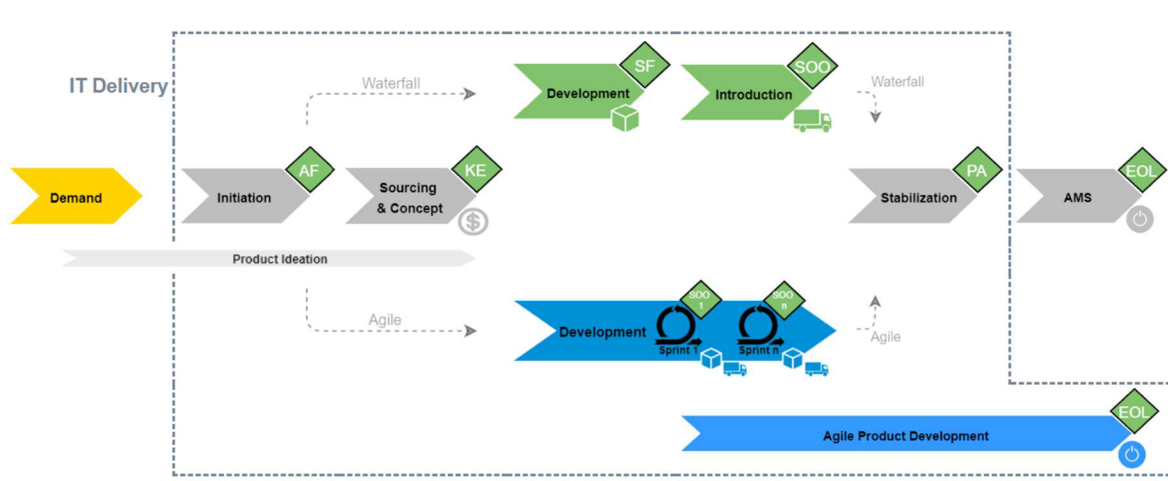 IT Delivery
Waterfall
Development
SF
Introduction
SOO
Waterfall
Demand
Initiation
AF
Sourcing
& Concept
KE
Stabilization
PA
AMS
EOL
Product Ideation
Agile
Development
SOO
1
Sprint 1
SOO
n
Sprint n
Agile
Agile Product Development
EOL